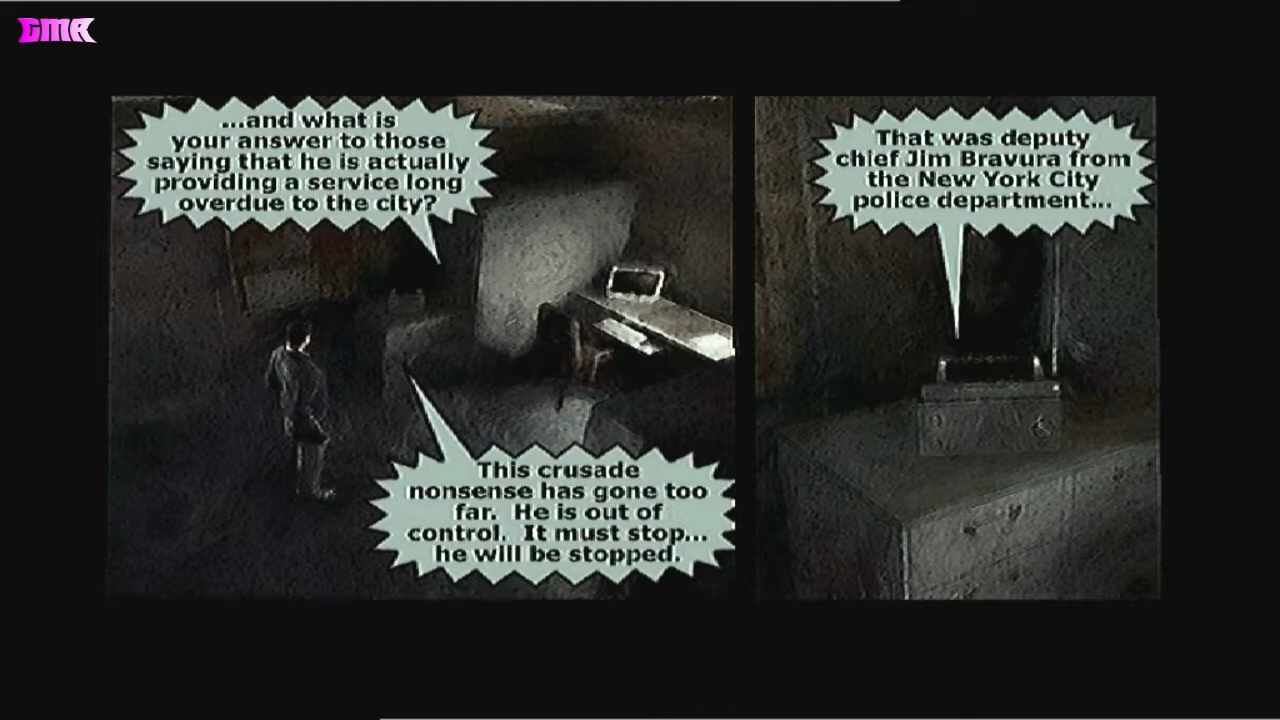 GMR
...and what is
your answer to those
saying that he is actually
providing a service long
overdue to the city?
This crusade
nonsense has gone too
far. He is out of
control. It must stop...
he will be stopped.
That was deputy
chief Jim Bravura from
the New York City
police department...